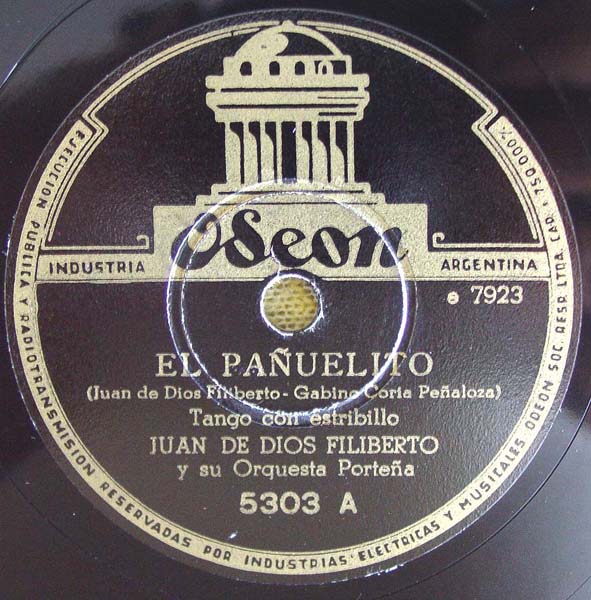 Odeon
INDUSTRIA ARGENTINA
e 7923
EL PAÑUELITO
(Juan de Dios Filiberto - Gabino Coria Peñaloza)
Tango con estribillo
JUAN DE DIOS FILIBERTO
y su Orquesta Porteña
5303 A
EJECUCION PUBLICA Y RADIOTRANSMISION RESERVADAS POR INDUSTRIAS ELECTRICAS Y MUSICALES ODEON SOC. RESP. LTDA. CAP. 750.000 %